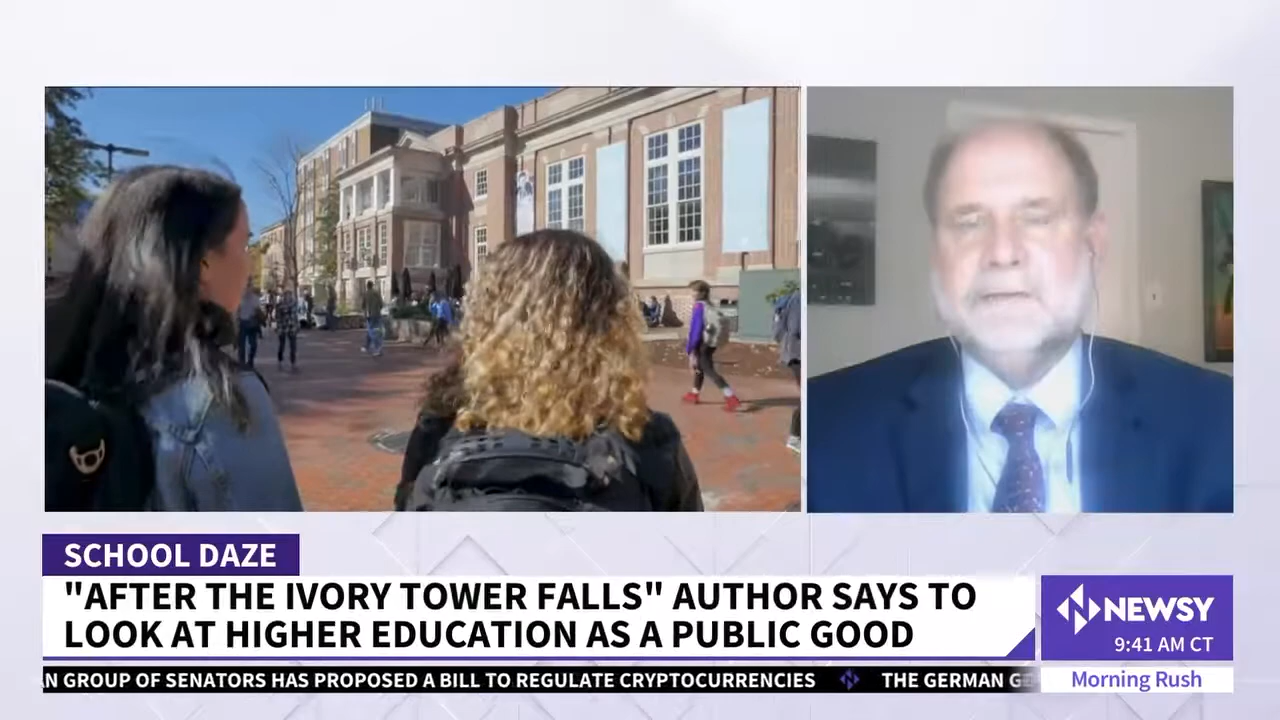 SCHOOL DAZE
"AFTER THE IVORY TOWER FALLS" AUTHOR SAYS TO
LOOK AT HIGHER EDUCATION AS A PUBLIC GOOD
NEWSY
9:41 AM CT
N GROUP OF SENATORS HAS PROPOSED A BILL TO REGULATE CRYPTOCURRENCIES THE GERMAN
Morning Rush